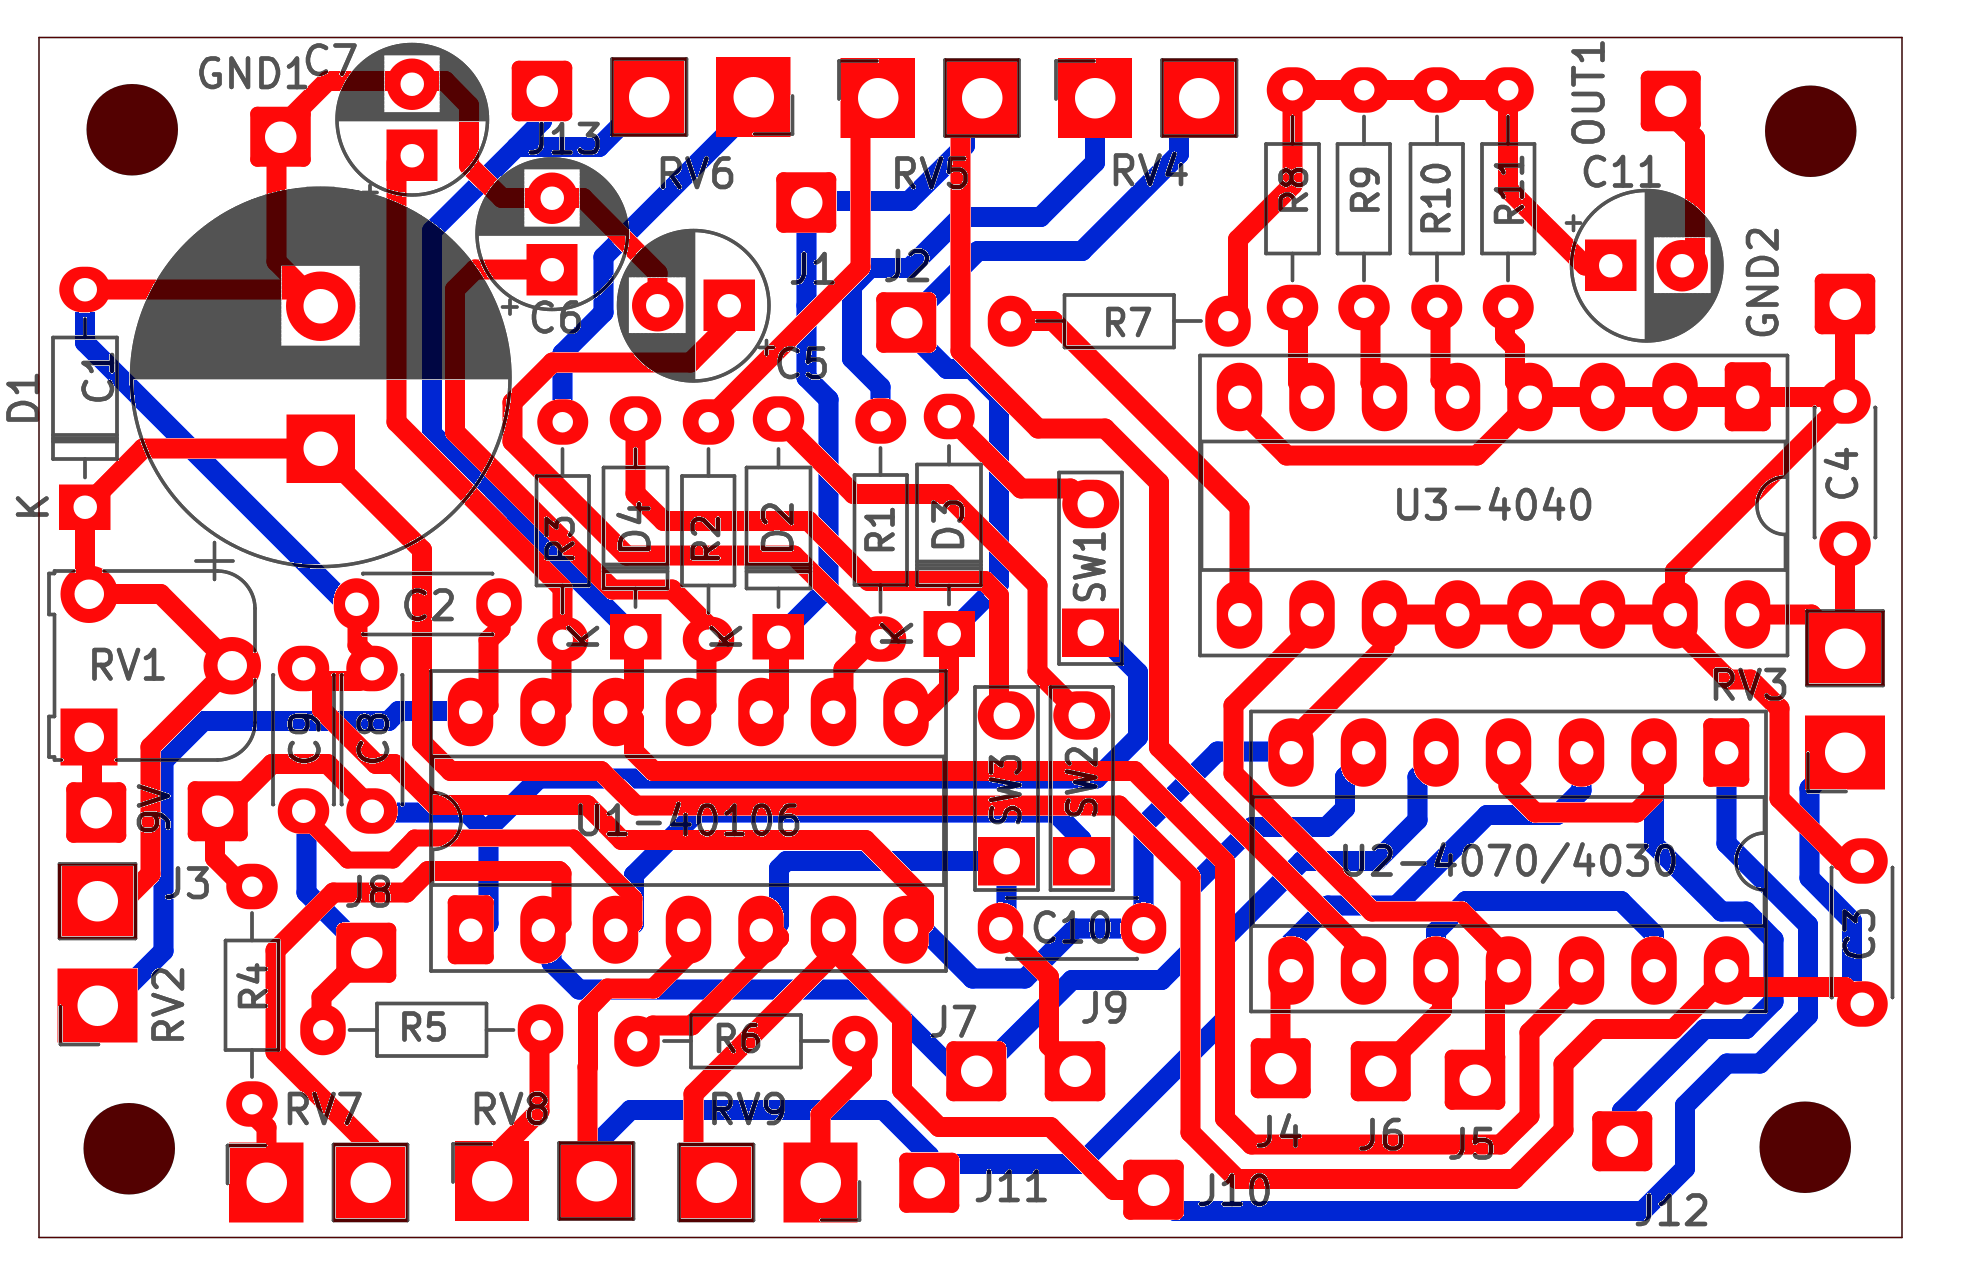 GND1
C7
J13
RV6
RV5
RV4
OUT1
R8
R9
R10
R11
C11
+
GND2
J1
J2
+
+
C6
C5
+
R7
D1
C1
K
U3-4040
C4
R3
D4
R2
D2
R1
D3
SW1
+
C2
K
K
K
RV1
RV3
C9
C8
9V
U1-40106
SW3
SW2
U2-4070/4030
J3
J8
C10
C3
R4
RV2
R5
R6
J7
J9
RV7
RV8
RV9
J4
J6
J5
J11
J10
J12